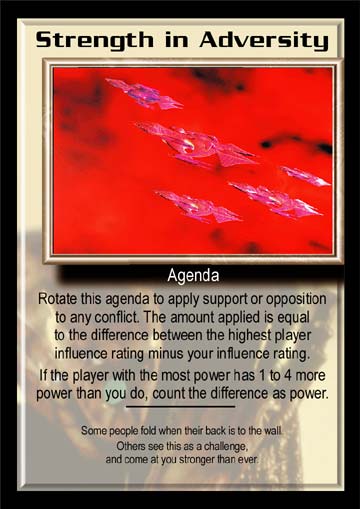 Strength in Adversity
Agenda
Rotate this agenda to apply support or opposition
to any conflict. The amount applied is equal
to the difference between the highest player
influence rating minus your influence rating.
If the player with the most power has 1 to 4 more
power than you do, count the difference as power.
Some people fold when their back is to the wall.
Others see this as a challenge,
and come at you stronger than ever.